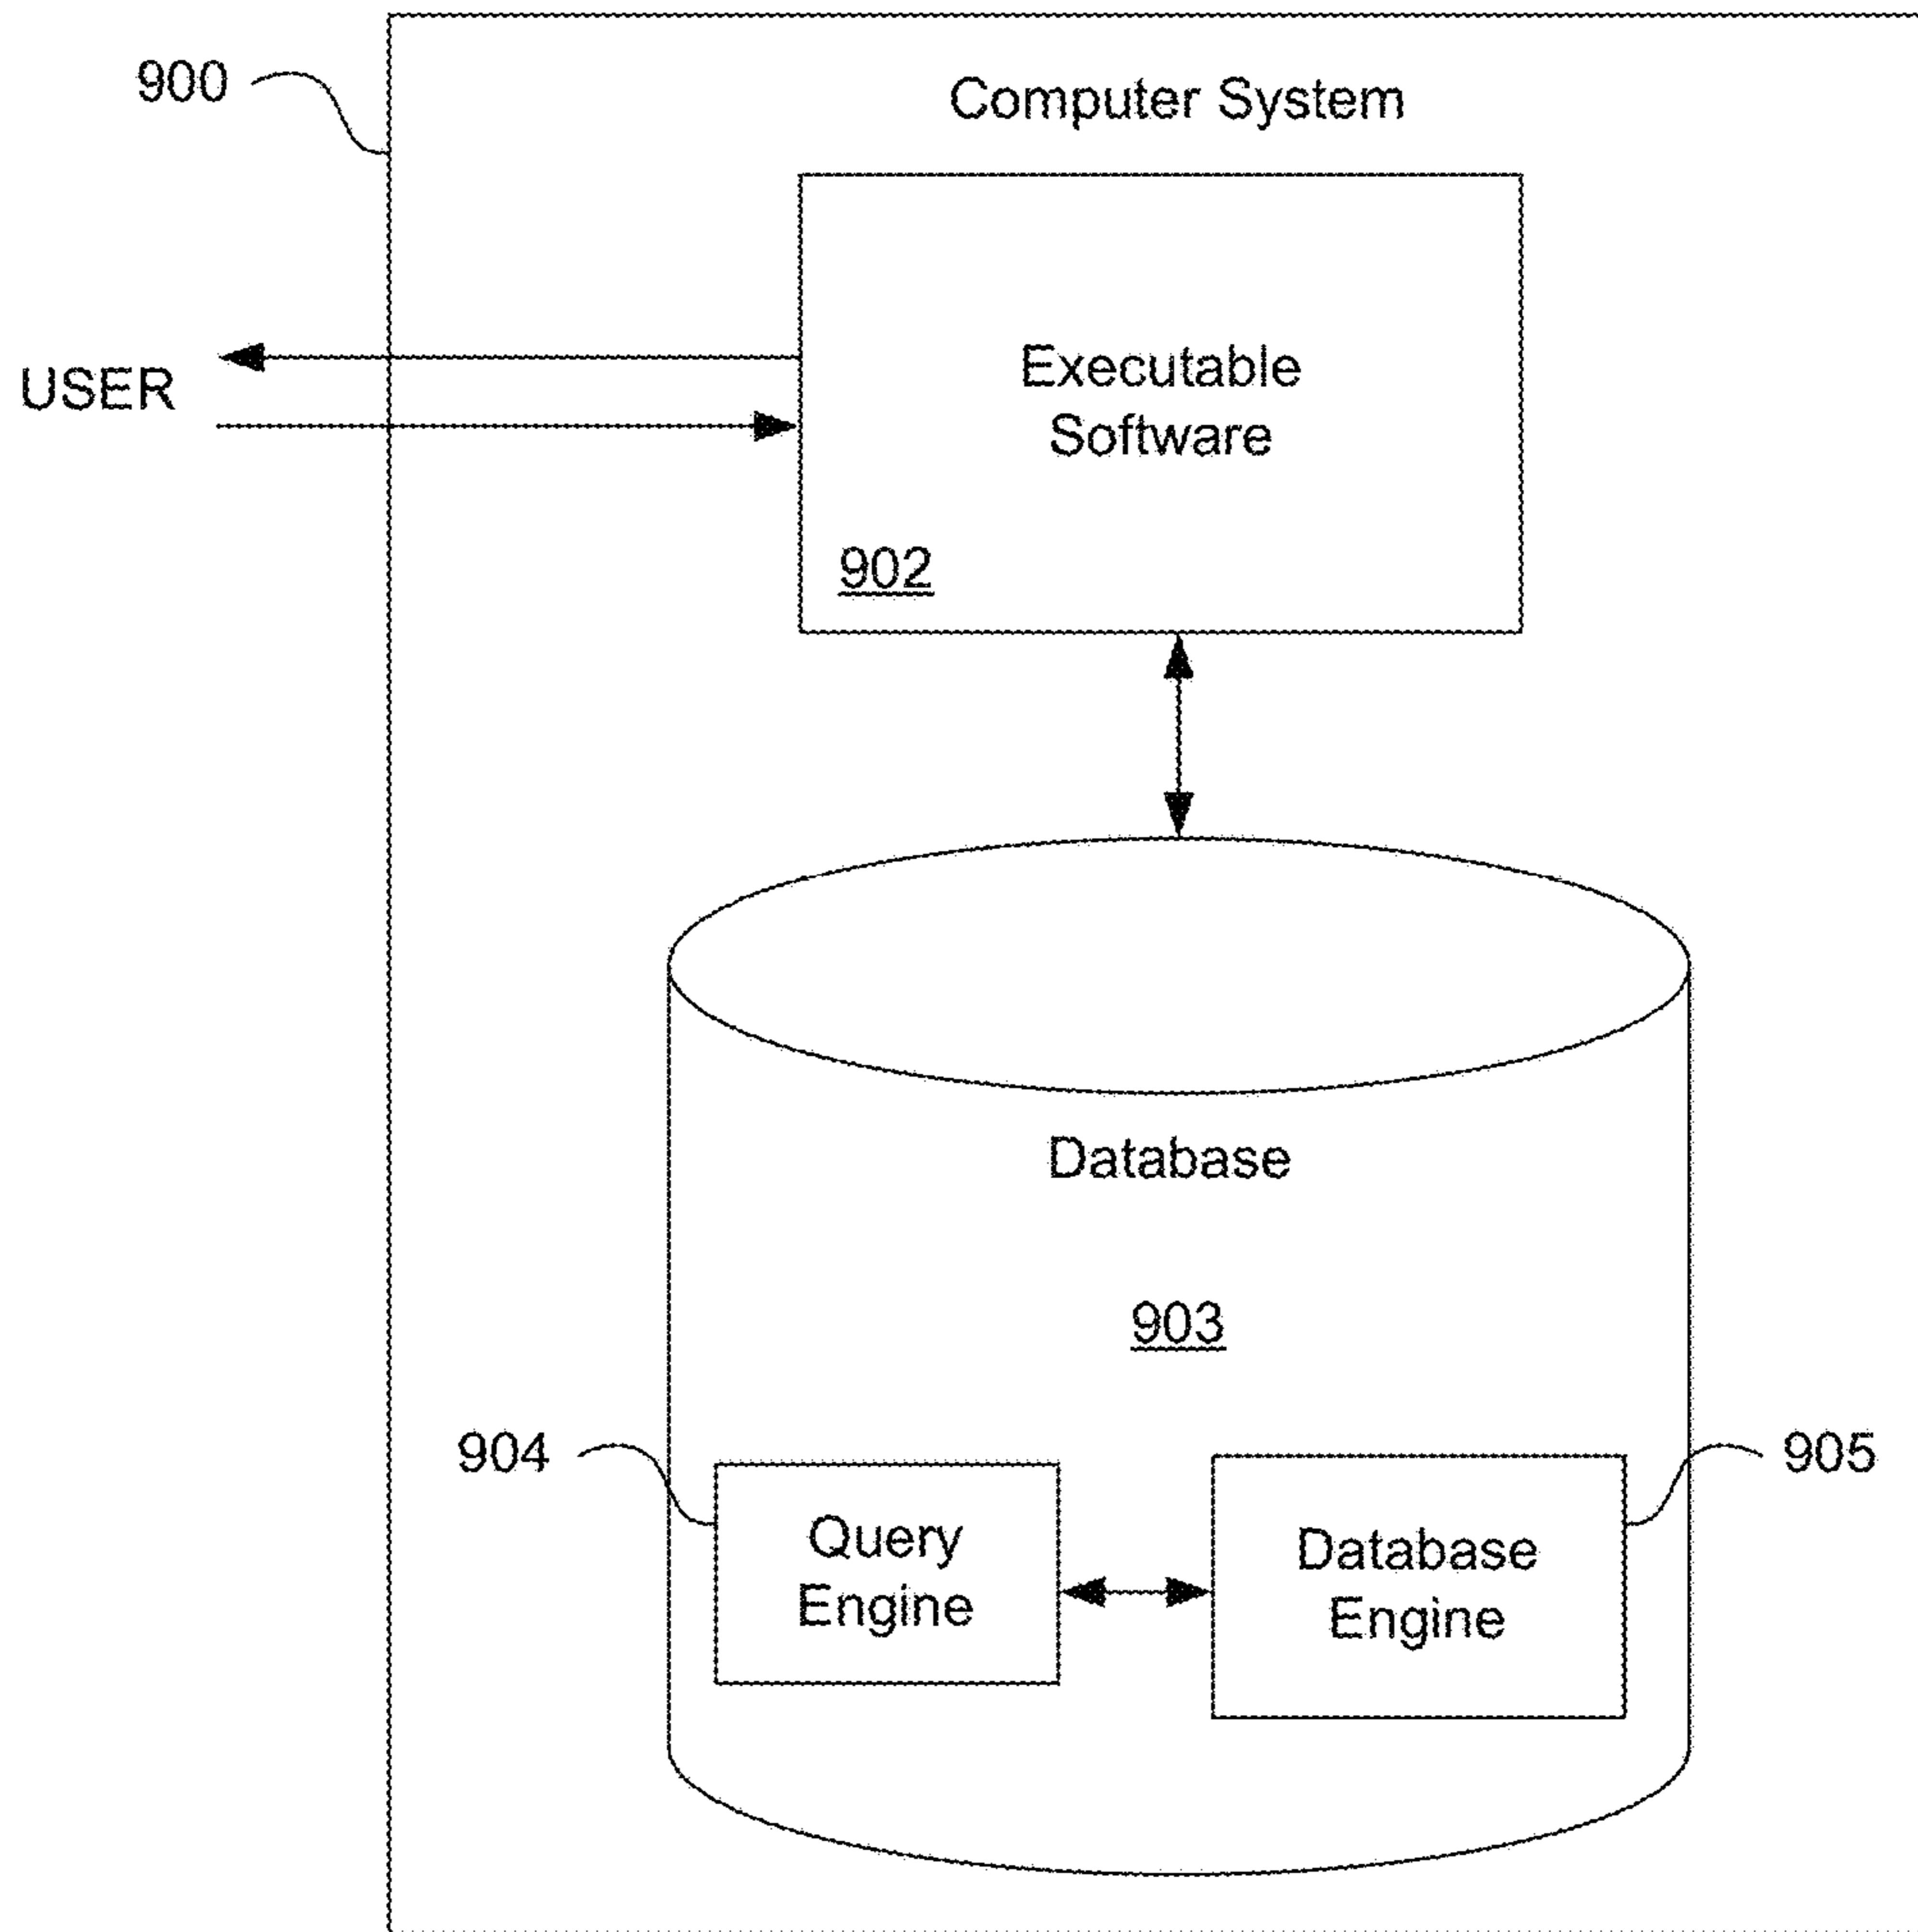 900
Computer System
Executable
Software
USER
902
Database
903
904
905
Query
Engine
Database
Engine